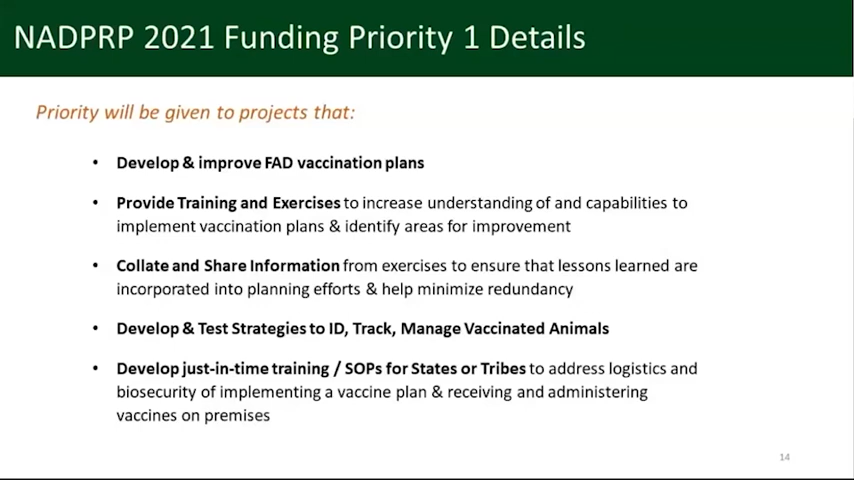 NADPRP 2021 Funding Priority 1 Details
Priority will be given to projects that:
• Develop & improve FAD vaccination plans
• Provide Training and Exercises to increase understanding of and capabilities to
implement vaccination plans & identify areas for improvement
• Collate and Share Information from exercises to ensure that lessons learned are
incorporated into planning efforts & help minimize redundancy
• Develop & Test Strategies to ID, Track, Manage Vaccinated Animals
• Develop just-in-time training / SOPs for States or Tribes to address logistics and
biosecurity of implementing a vaccine plan & receiving and administering
vaccines on premises
14